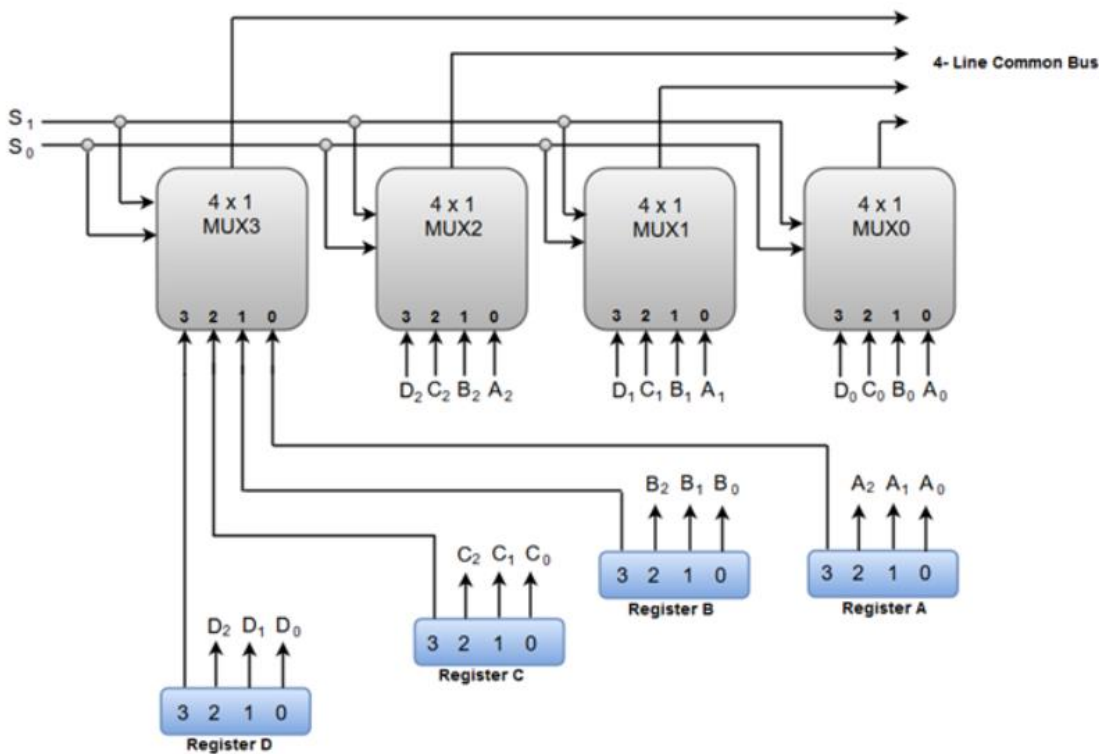 4- Line Common Bus
S₁
S₀
4 x 1
MUX3
4 x 1
MUX2
4 x 1
MUX1
4 x 1
MUX0
3 2 1 0
3 2 1 0
3 2 1 0
3 2 1 0
D₂ C₂ B₂ A₂
D₁ C₁ B₁ A₁
D₀ C₀ B₀ A₀
B₂ B₁ B₀
A₂ A₁ A₀
3 2 1 0
Register B
3 2 1 0
Register A
C₂ C₁ C₀
3 2 1 0
Register C
D₂ D₁ D₀
3 2 1 0
Register D